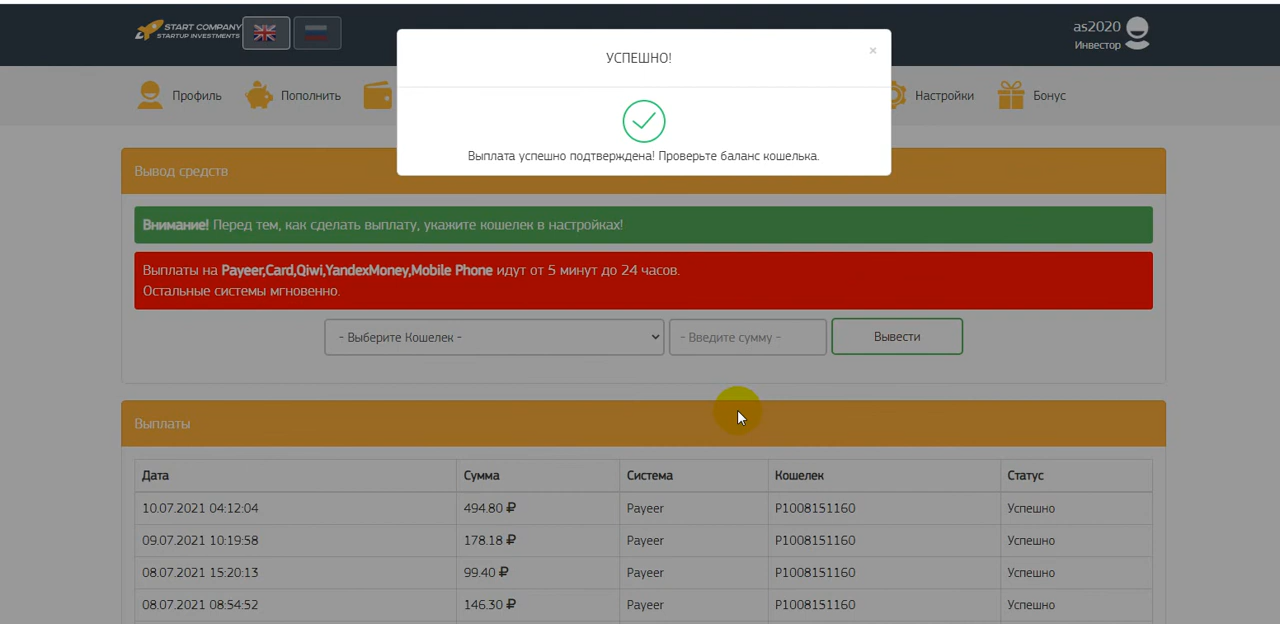 START COMPANY
STARTUP INVESTMENTS
as2020
Инвестор
УСПЕШНО!
×
Выплата успешно подтверждена! Проверьте баланс кошелька.
Профиль
Пополнить
Настройки
Бонус
Вывод средств
Внимание! Перед тем, как сделать выплату, укажите кошелек в настройках!
Выплаты на Payeer,Card,Qiwi,YandexMoney,Mobile Phone идут от 5 минут до 24 часов.
Остальные системы мгновенно.
- Выберите Кошелек - - Введите сумму - Вывести
Выплаты
Дата Сумма Система Кошелек Статус
10.07.2021 04:12:04 494.80 ₽ Payeer P1008151160 Успешно
09.07.2021 10:19:58 178.18 ₽ Payeer P1008151160 Успешно
08.07.2021 15:20:13 99.40 ₽ Payeer P1008151160 Успешно
08.07.2021 08:54:52 146.30 ₽ Payeer P1008151160 Успешно